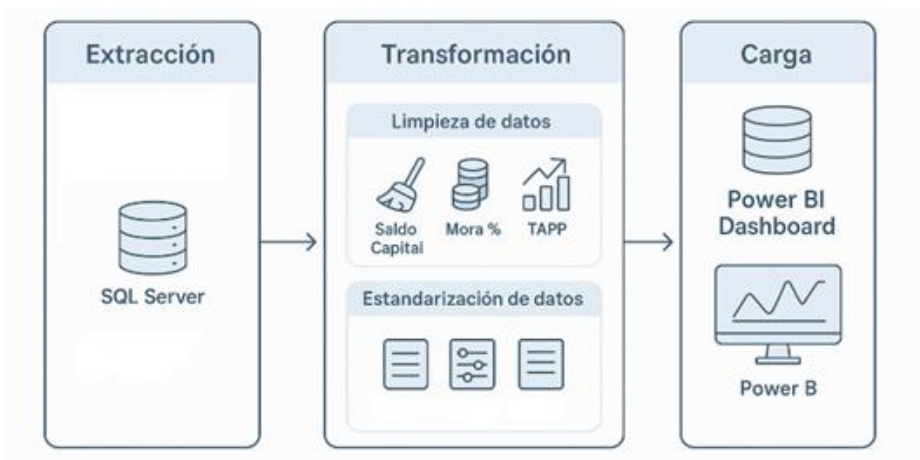 Extracción
SQL Server
Transformación
Limpieza de datos
Saldo
Capital
Mora %
TAPP
Estandarización de datos
Carga
Power BI
Dashboard
Power B